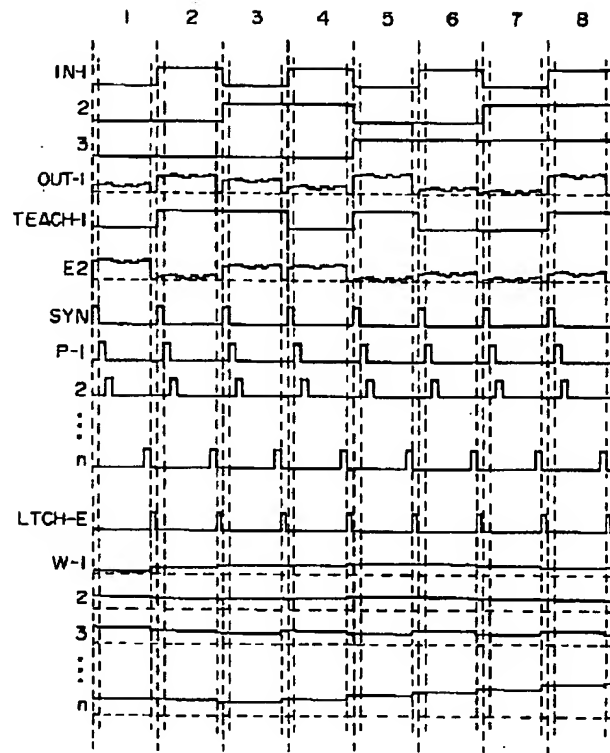 1 2 3 4 5 6 7 8
IN-1
2
3
OUT-1
TEACH-1
E2
SYN
P-1
2
n
LTCH-E
W-1
2
3
n